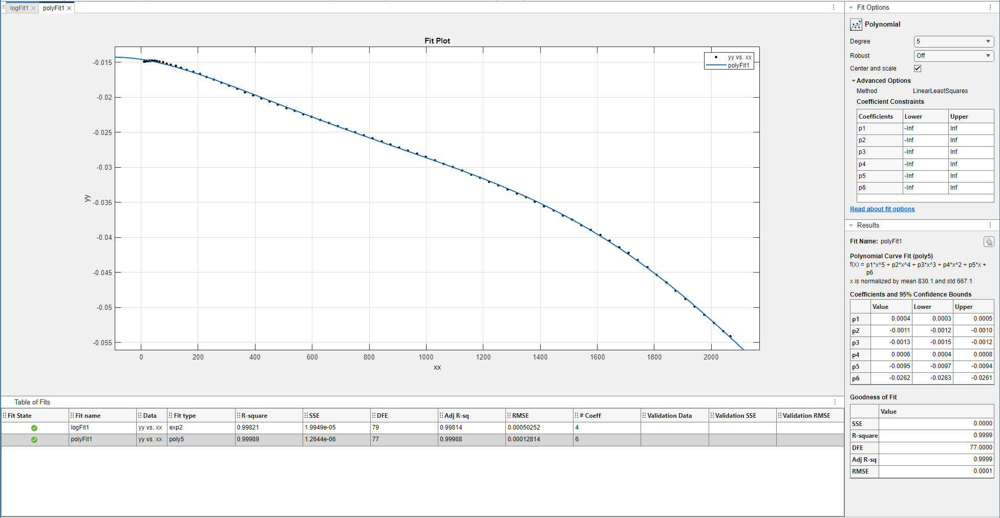 logFit1
polyFit1
Fit Plot
yy vs. xx
polyFit1
-0.015
-0.02
-0.025
-0.03
-0.035
-0.04
-0.045
-0.05
-0.055
yy
0 200 400 600 800 1000 1200 1400 1600 1800 2000
xx
Table of Fits
Fit State Fit name Data Fit type R-square SSE DFE Adj R-sq RMSE # Coeff Validation Data Validation SSE Validation RMSE
logFit1 yy vs. xx exp2 0.99821 1.9949e-05 79 0.99814 0.00050252 4
polyFit1 yy vs. xx poly5 0.99989 1.2644e-06 77 0.99988 0.00012814 6
Fit Options
Polynomial
Degree 5
Robust Off
Center and scale
Advanced Options
Method LinearLeastSquares
Coefficient Constraints
Coefficients Lower Upper
p1 -Inf Inf
p2 -Inf Inf
p3 -Inf Inf
p4 -Inf Inf
p5 -Inf Inf
p6 -Inf Inf
Read about fit options
Results
Fit Name: polyFit1
Polynomial Curve Fit (poly5)
f(x) = p1*x^5 + p2*x^4 + p3*x^3 + p4*x^2 + p5*x +
p6
x is normalized by mean 830.1 and std 667.1
Coefficients and 95% Confidence Bounds
Value Lower Upper
p1 0.0004 0.0003 0.0005
p2 -0.0011 -0.0012 -0.0010
p3 -0.0013 -0.0015 -0.0012
p4 0.0006 0.0004 0.0008
p5 -0.0095 -0.0097 -0.0094
p6 -0.0262 -0.0263 -0.0261
Goodness of Fit
Value
SSE 0.0000
R-square 0.9999
DFE 77.0000
Adj R-sq 0.9999
RMSE 0.0001